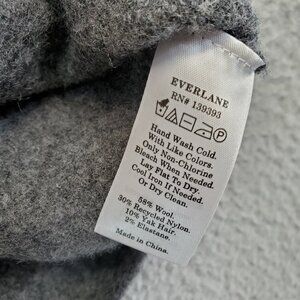 EVERLANE
RN# 139393
Hand Wash Cold.
With Like Colors.
Only Non-Chlorine
Bleach When Needed.
Lay Flat To Dry.
Cool Iron If Needed.
Or Dry Clean.
58% Wool.
30% Recycled Nylon.
10% Yak Hair.
2% Elastane.
Made in China.